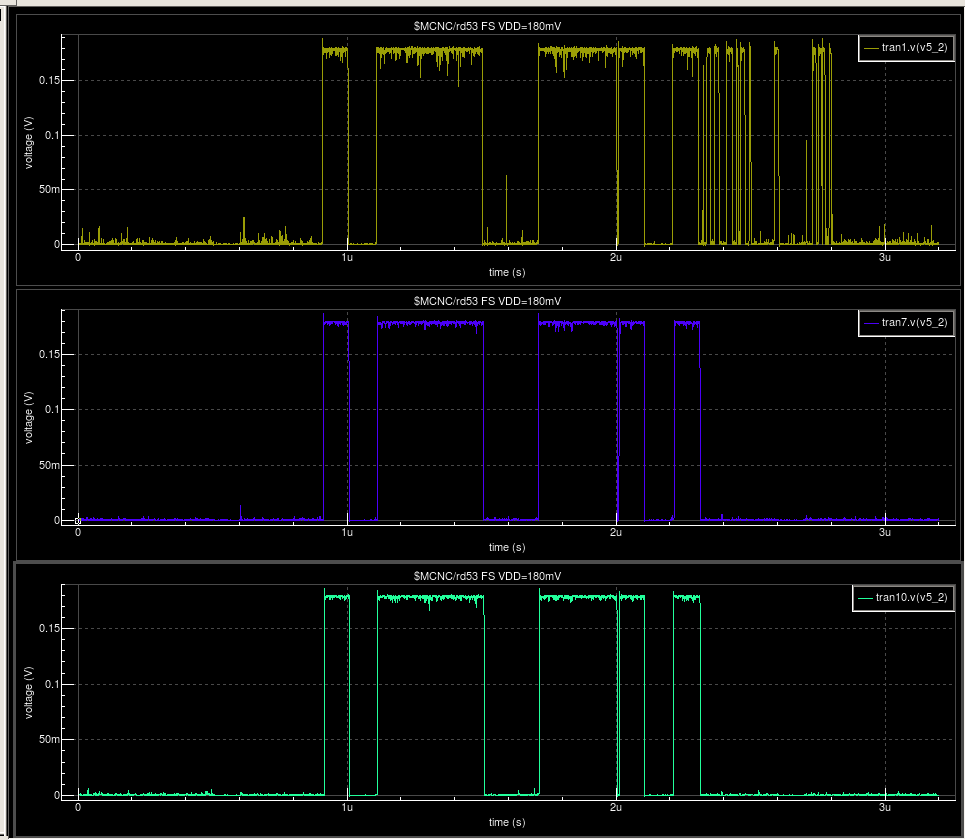 $MCNC/rd53 FS VDD=180mV
tran1.v(v5_2)
voltage (V)
0.15
0.1
50m
0
0 1u 2u 3u
time (s)
$MCNC/rd53 FS VDD=180mV
tran7.v(v5_2)
voltage (V)
0.15
0.1
50m
0
0 1u 2u 3u
time (s)
$MCNC/rd53 FS VDD=180mV
tran10.v(v5_2)
voltage (V)
0.15
0.1
50m
0
0 1u 2u 3u
time (s)